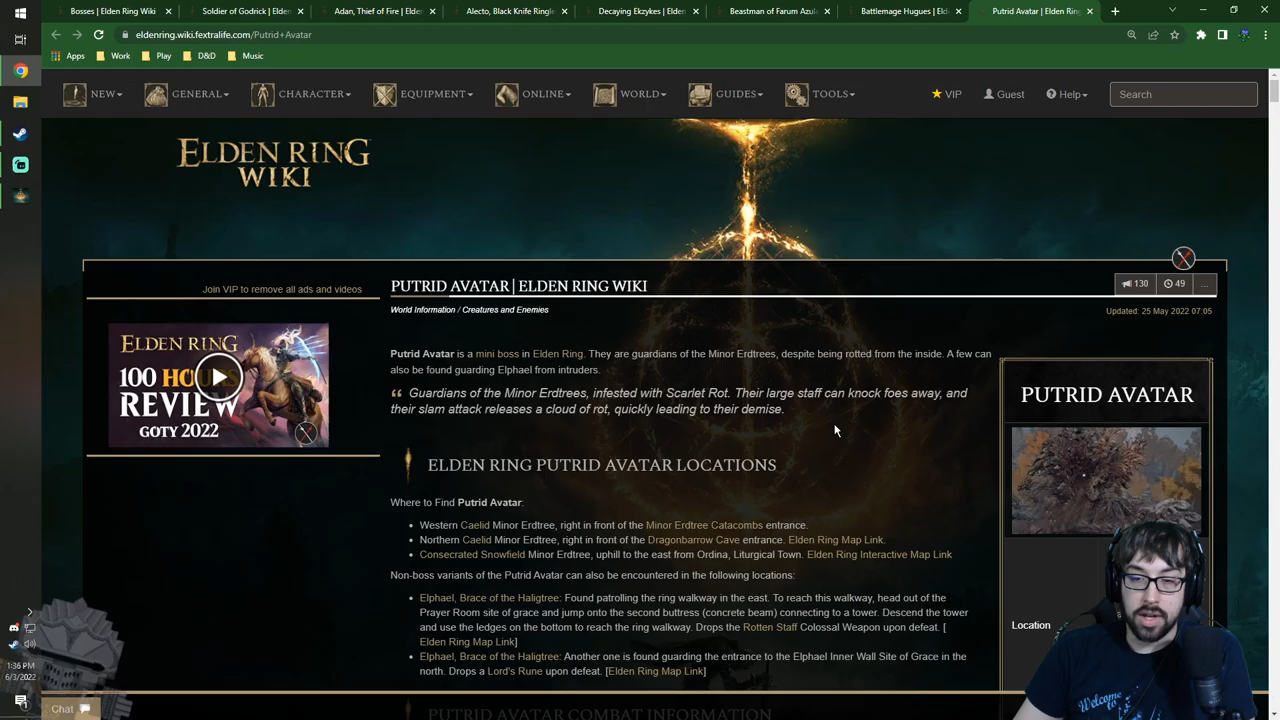 Bosses | Elden Ring Wiki
Soldier of Godrick | Elden Ring
Adan, Thief of Fire | Elden Ring
Alecto, Black Knife Ringle
Decaying Ekzykes | Elden
Beastman of Farum Azul
Battlemage Hugues | Eld
Putrid Avatar | Elden Ring
eldenring.wiki.fextralife.com/Putrid+Avatar
Apps Work Play D&D Music
NEW GENERAL CHARACTER EQUIPMENT ONLINE WORLD GUIDES TOOLS VIP Guest Help Search
ELDEN RING
WIKI
Join VIP to remove all ads and videos
ELDEN RING
100 HOURS
REVIEW
GOTY 2022
PUTRID AVATAR | ELDEN RING WIKI
130 49 ...
World Information / Creatures and Enemies
Updated: 25 May 2022 07:05
Putrid Avatar is a mini boss in Elden Ring. They are guardians of the Minor Erdtrees, despite being rotted from the inside. A few can
also be found guarding Elphael from intruders.
“ Guardians of the Minor Erdtrees, infested with Scarlet Rot. Their large staff can knock foes away, and
their slam attack releases a cloud of rot, quickly leading to their demise.
PUTRID AVATAR
ELDEN RING PUTRID AVATAR LOCATIONS
Where to Find Putrid Avatar:
• Western Caelid Minor Erdtree, right in front of the Minor Erdtree Catacombs entrance.
• Northern Caelid Minor Erdtree, right in front of the Dragonbarrow Cave entrance. Elden Ring Map Link.
• Consecrated Snowfield Minor Erdtree, uphill to the east from Ordina, Liturgical Town. Elden Ring Interactive Map Link
Non-boss variants of the Putrid Avatar can also be encountered in the following locations:
• Elphael, Brace of the Haligtree: Found patrolling the ring walkway in the east. To reach this walkway, head out of the
Prayer Room site of grace and jump onto the second buttress (concrete beam) connecting to a tower. Descend the tower
and use the ledges on the bottom to reach the ring walkway. Drops the Rotten Staff Colossal Weapon upon defeat. [
Elden Ring Map Link]
• Elphael, Brace of the Haligtree: Another one is found guarding the entrance to the Elphael Inner Wall Site of Grace in the
north. Drops a Lord's Rune upon defeat. [Elden Ring Map Link]
Location
PUTRID AVATAR COMBAT INFORMATION
Welcome
Chat
1:36 PM
6/3/2022